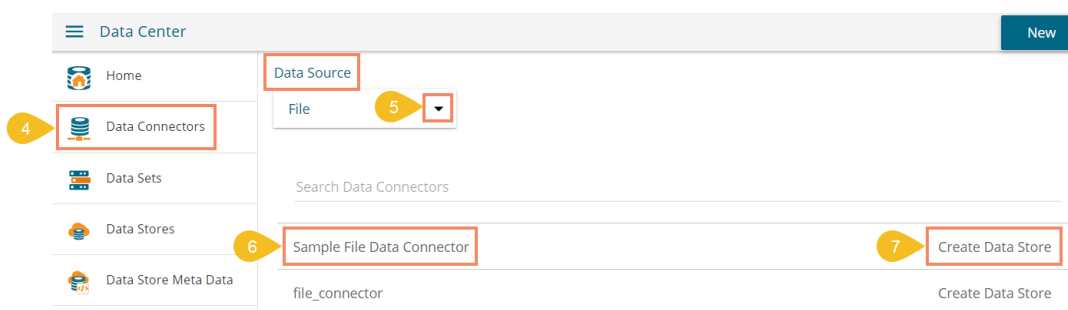 Data Center
New
Home
Data Source
File
5
4
Data Connectors
Data Sets
Search Data Connectors
Data Stores
6
Sample File Data Connector
7
Create Data Store
Data Store Meta Data
file_connector
Create Data Store